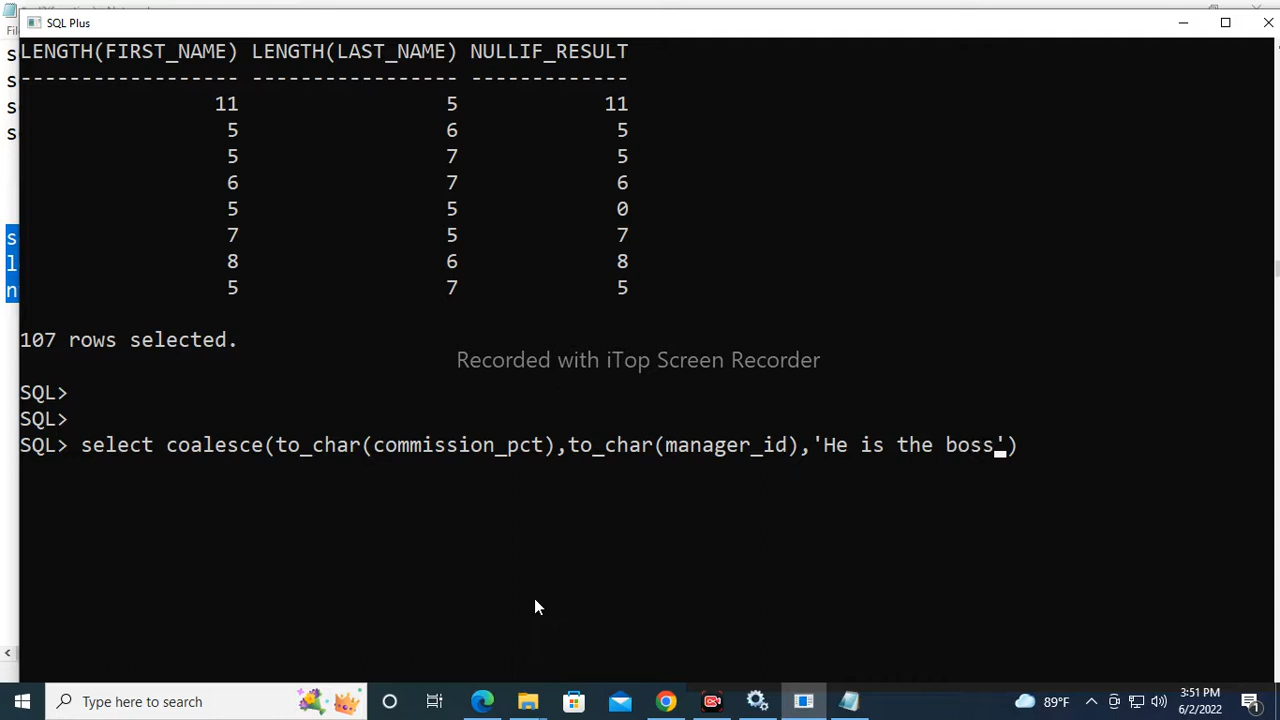 SQL Plus
LENGTH(FIRST_NAME) LENGTH(LAST_NAME) NULLIF_RESULT
------------------ ----------------- -------------
11 5 11
5 6 5
5 7 5
6 7 6
5 5 0
7 5 7
8 6 8
5 7 5
107 rows selected.
Recorded with iTop Screen Recorder
SQL>
SQL>
SQL> select coalesce(to_char(commission_pct),to_char(manager_id),'He is the boss')
Type here to search
89°F
3:51 PM
6/2/2022